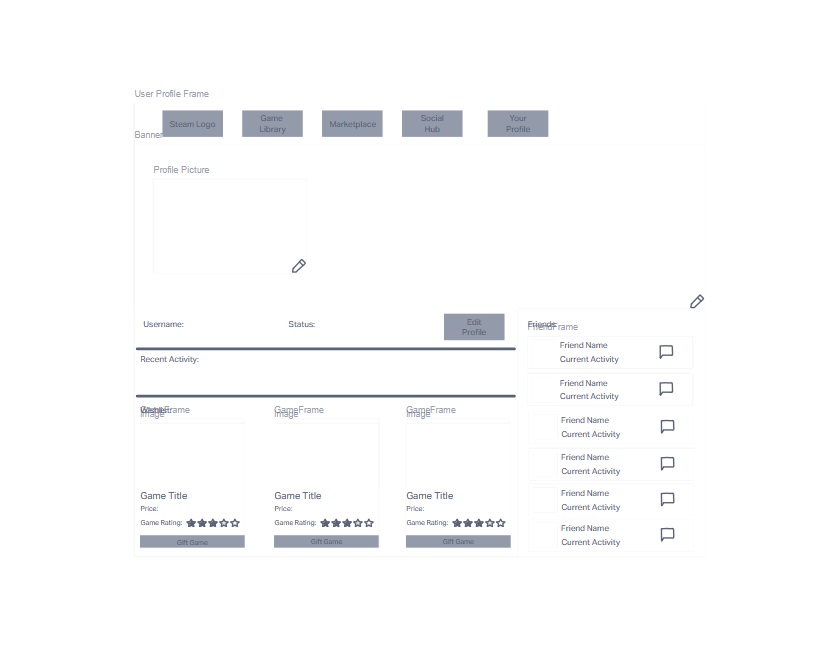 User Profile Frame
Steam Logo
Game
Library
Marketplace
Social
Hub
Your
Profile
Banner
Profile Picture
Username:
Status:
Edit
Profile
Friends
FriendFrame
Recent Activity:
Friend Name
Current Activity
Friend Name
Current Activity
Friend Name
Current Activity
Friend Name
Current Activity
Friend Name
Current Activity
Friend Name
Current Activity
GameFrame
Image
Game Title
Price:
Game Rating:
Gift Game
GameFrame
Image
Game Title
Price:
Game Rating:
Gift Game
GameFrame
Image
Game Title
Price:
Game Rating:
Gift Game